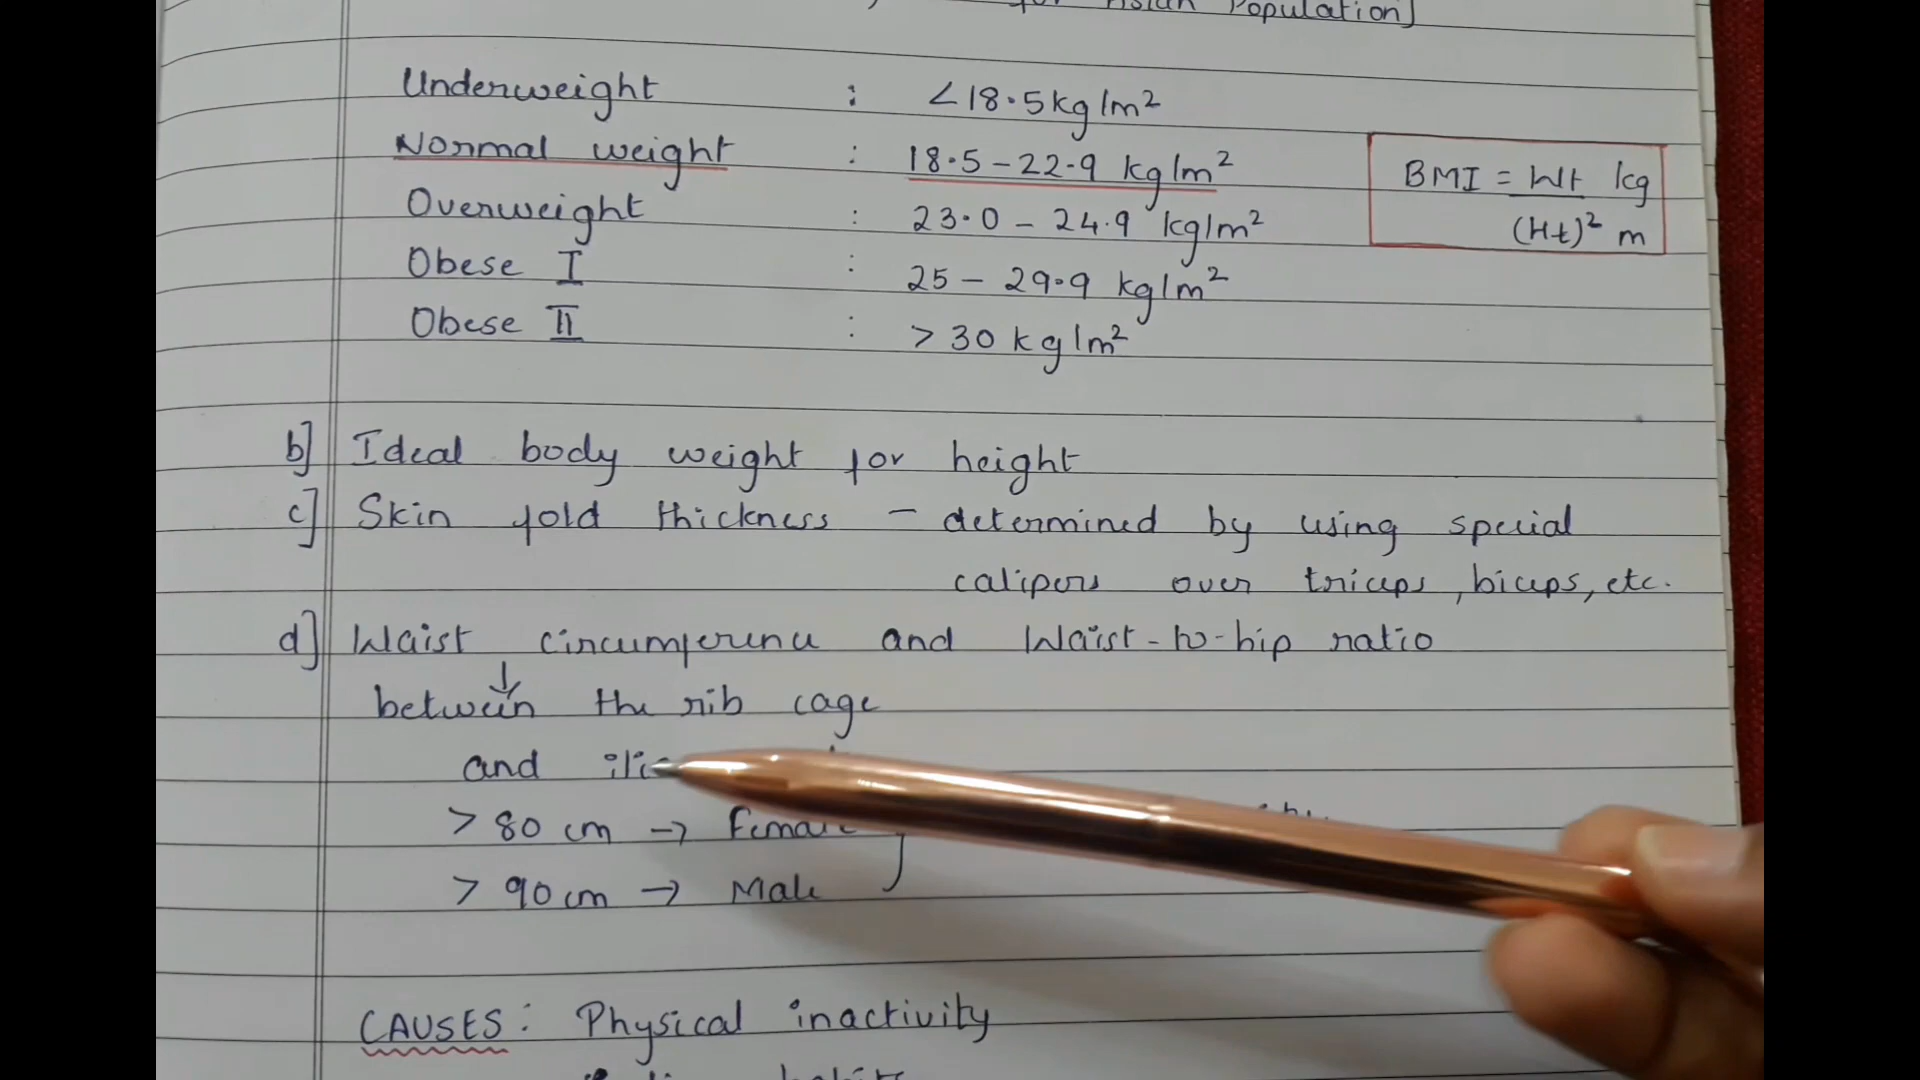 for Asian Population]
Underweight : <18.5 kg/m²
Normal weight : 18.5 - 22.9 kg/m²
Overweight : 23.0 - 24.9 kg/m²
Obese I : 25 - 29.9 kg/m²
Obese II : > 30 kg/m²
BMI = Wt kg
(Ht)² m
b] Ideal body weight for height
c] Skin fold thickness - determined by using special
calipers over triceps, biceps, etc.
d] Waist circumference and Waist-to-hip ratio
↓
between the rib cage
and
> 80 cm → Female
> 90 cm → Male
CAUSES: Physical inactivity